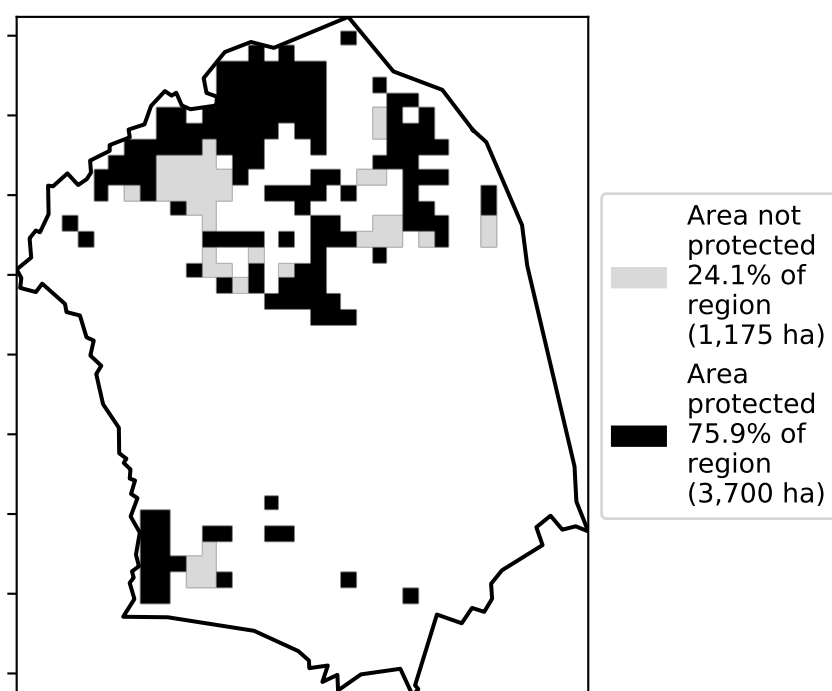 Area not
protected
24.1% of
region
(1,175 ha)
Area
protected
75.9% of
region
(3,700 ha)